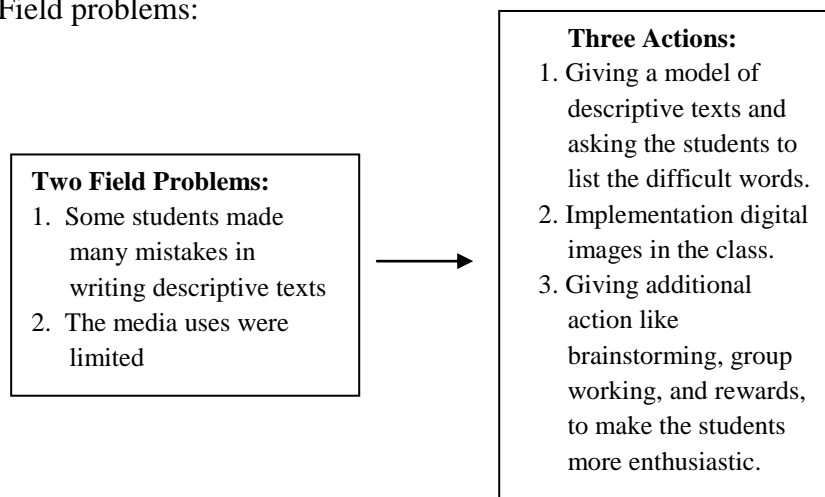 Field problems:
Two Field Problems:
1. Some students made
many mistakes in
writing descriptive texts
2. The media uses were
limited
Three Actions:
1. Giving a model of
descriptive texts and
asking the students to
list the difficult words.
2. Implementation digital
images in the class.
3. Giving additional
action like
brainstorming, group
working, and rewards,
to make the students
more enthusiastic.